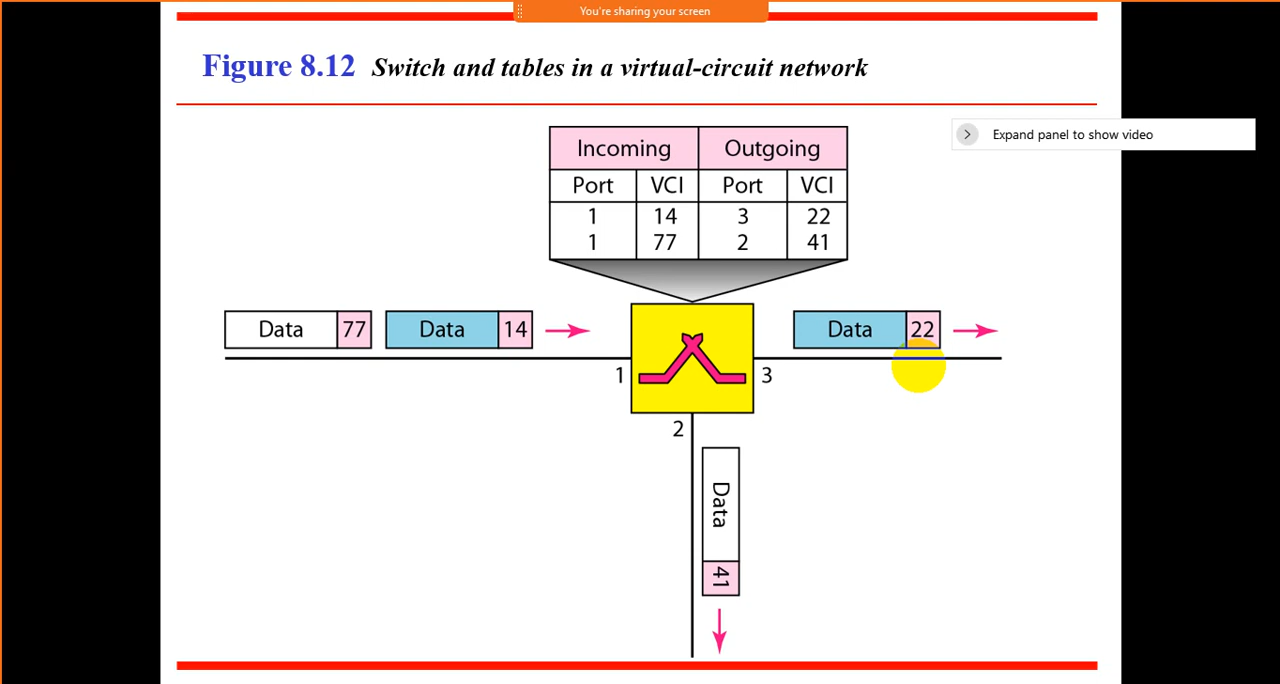 You're sharing your screen
Figure 8.12 Switch and tables in a virtual-circuit network
Expand panel to show video
Incoming Outgoing
Port VCI Port VCI
1 14 3 22
1 77 2 41
Data 77 Data 14 Data 22
1 3
2
Data 41